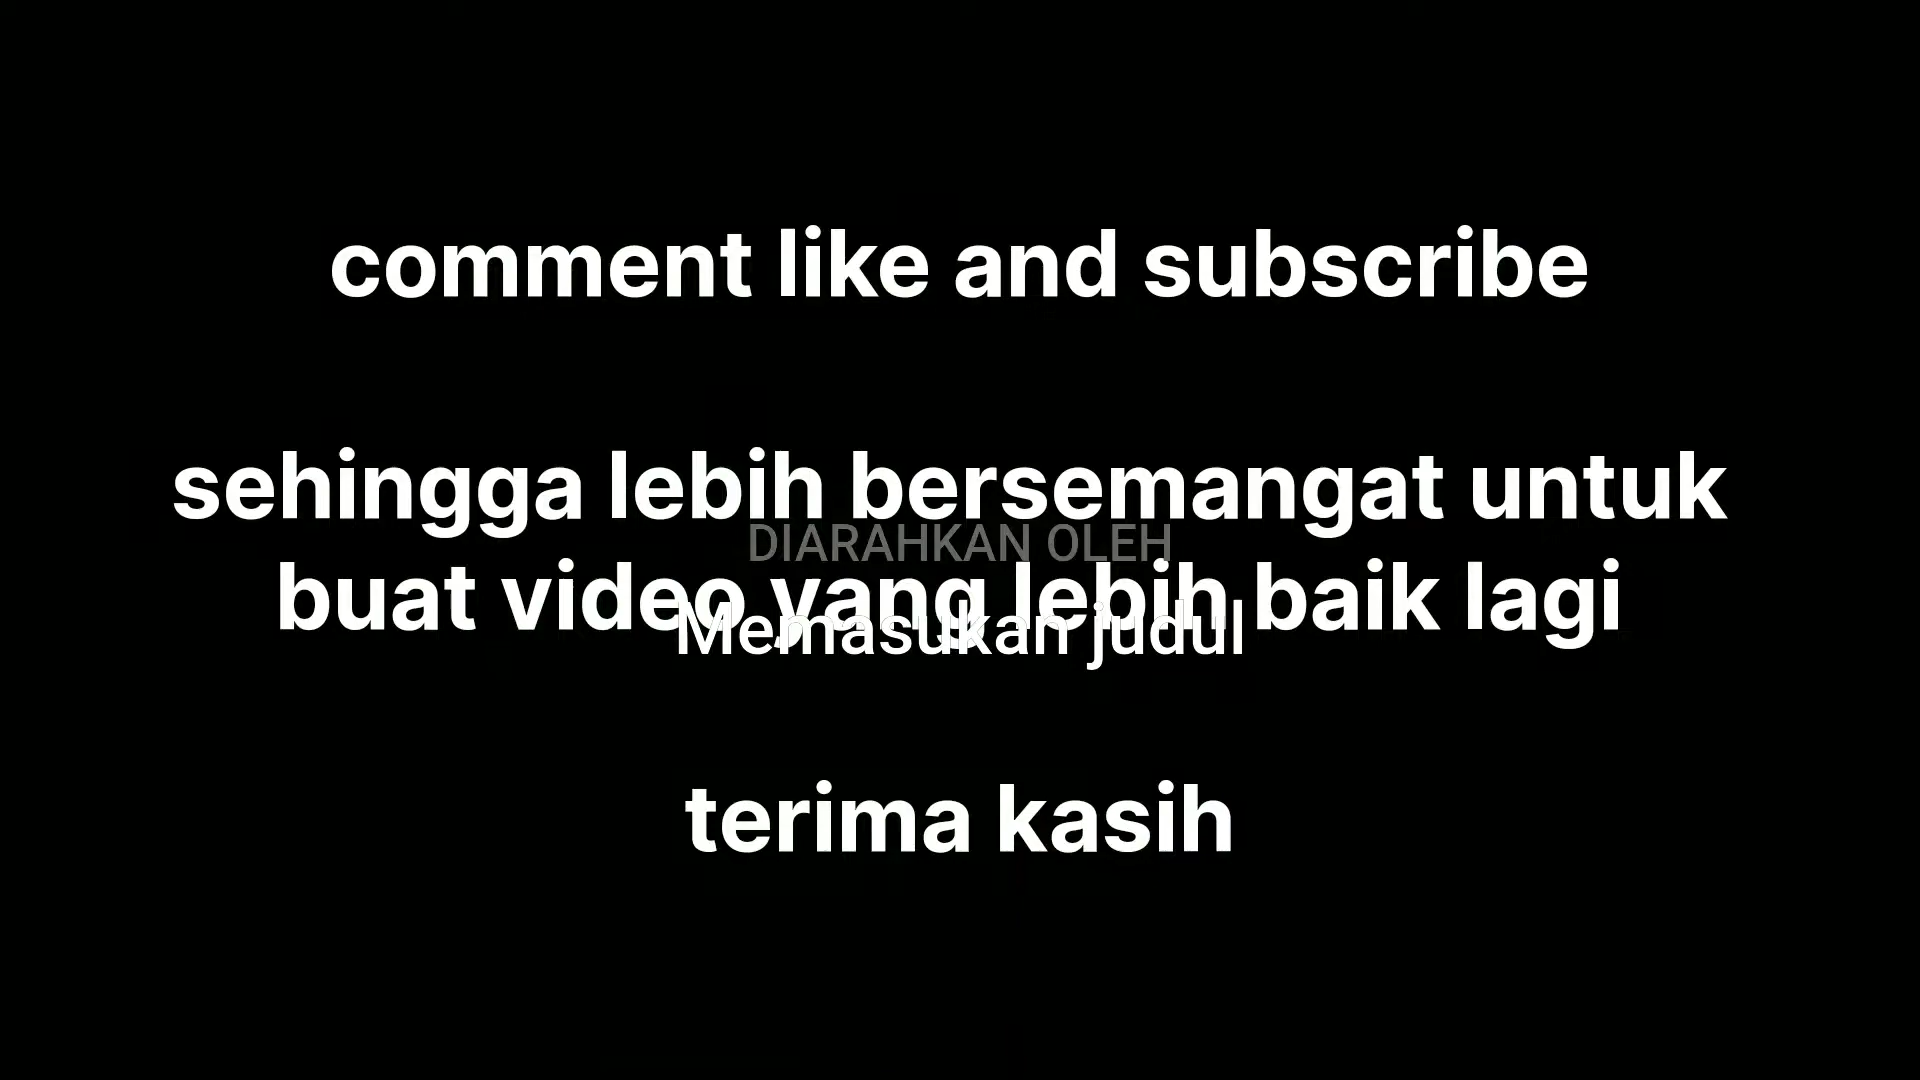 comment like and subscribe
sehingga lebih bersemangat untuk
DIARAHKAN OLEH
buat video yang lebih baik lagi
Memasukan judul
terima kasih